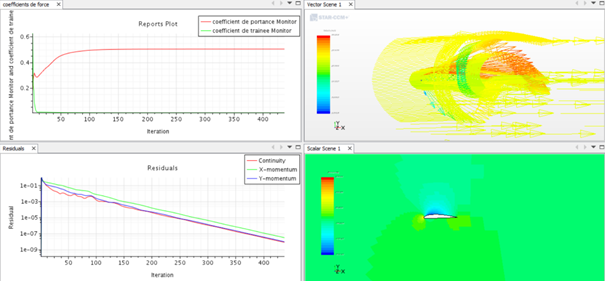 coefficients de force
Reports Plot
coefficient de portance Monitor
coefficient de trainee Monitor
nt de portance Monitor and coefficient de traine
0.6
0.4
0.2
50
100
150
200
250
300
350
400
Iteration
Vector Scene 1
Residuals
Residuals
Continuity
X-momentum
Y-momentum
Residual
1e-01
1e-03
1e-05
1e-07
1e-09
50
100
150
200
250
300
350
400
Iteration
Scalar Scene 1